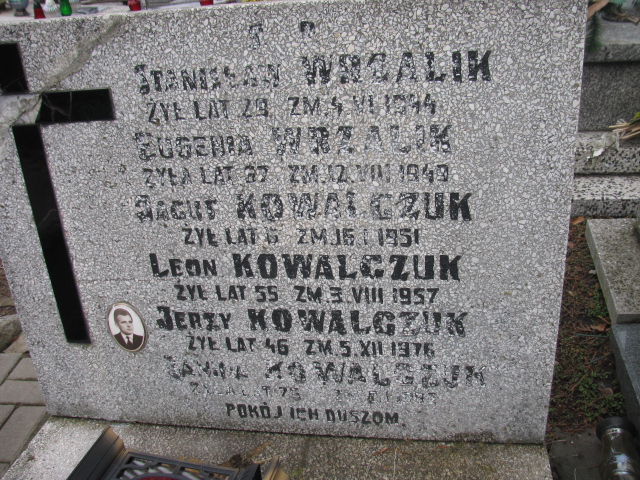 Ś P
STANISŁAW WRZALIK
ŻYŁ LAT 29 ZM.4.VI.1944
EUGENIA WRZALIK
ŻYŁA LAT 37 ZM.12.VIII.1949
KOWALCZUK
ŻYŁ LAT 6 ZM.16.I.1951
LEON KOWALCZUK
ŻYŁ LAT 55 ZM.3.VIII.1957
JERZY KOWALCZUK
ŻYŁ LAT 46 ZM.5.XII.1976
KOWALCZUK
POKÓJ ICH DUSZOM.